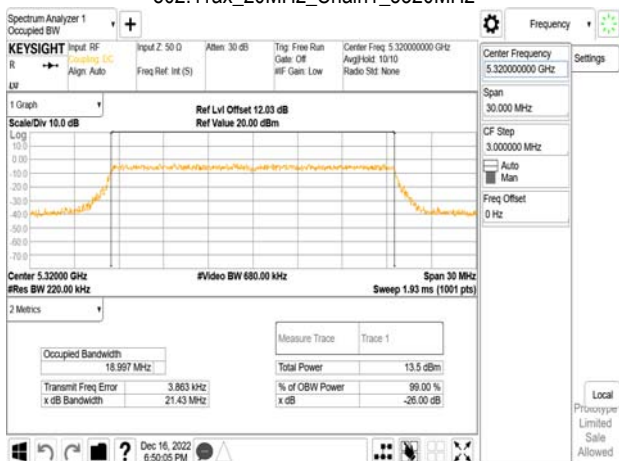 802.11ax_20MHz_Chain1_5320MHz
Spectrum Analyzer 1
Occupied BW
+
Frequency
KEYSIGHT
R
Input: RF
Coupling: DC
Align: Auto
Input Z: 50 Ω
Freq Ref: Int (S)
Atten: 30 dB
Trig: Free Run
Gate: Off
#IF Gain: Low
Center Freq: 5.320000000 GHz
Avg|Hold: 10/10
Radio Std: None
Center Frequency
5.320000000 GHz
Settings
Span
30.000 MHz
CF Step
3.000000 MHz
Auto
Man
Freq Offset
0 Hz
1 Graph
Scale/Div 10.0 dB
Ref Lvl Offset 12.03 dB
Ref Value 20.00 dBm
Log
10.0
0.00
-10.0
-20.0
-30.0
-40.0
-50.0
-60.0
-70.0
Center 5.32000 GHz
#Res BW 220.00 kHz
#Video BW 680.00 kHz
Span 30 MHz
Sweep 1.93 ms (1001 pts)
2 Metrics
Occupied Bandwidth
18.997 MHz
Transmit Freq Error 3.863 kHz
x dB Bandwidth 21.43 MHz
Measure Trace Trace 1
Total Power 13.5 dBm
% of OBW Power 99.00 %
x dB -26.00 dB
Local
Prototype
Limited
Sale
Allowed
? Dec 16, 2022
6:50:05 PM